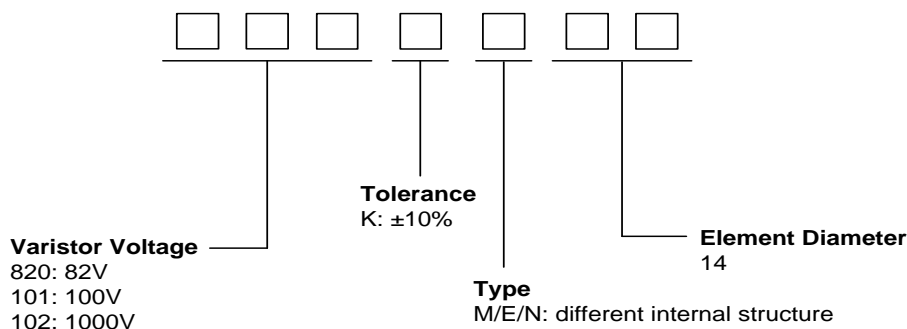 Tolerance
K: ±10%
Varistor Voltage
820: 82V
101: 100V
102: 1000V
Element Diameter
14
Type
M/E/N: different internal structure